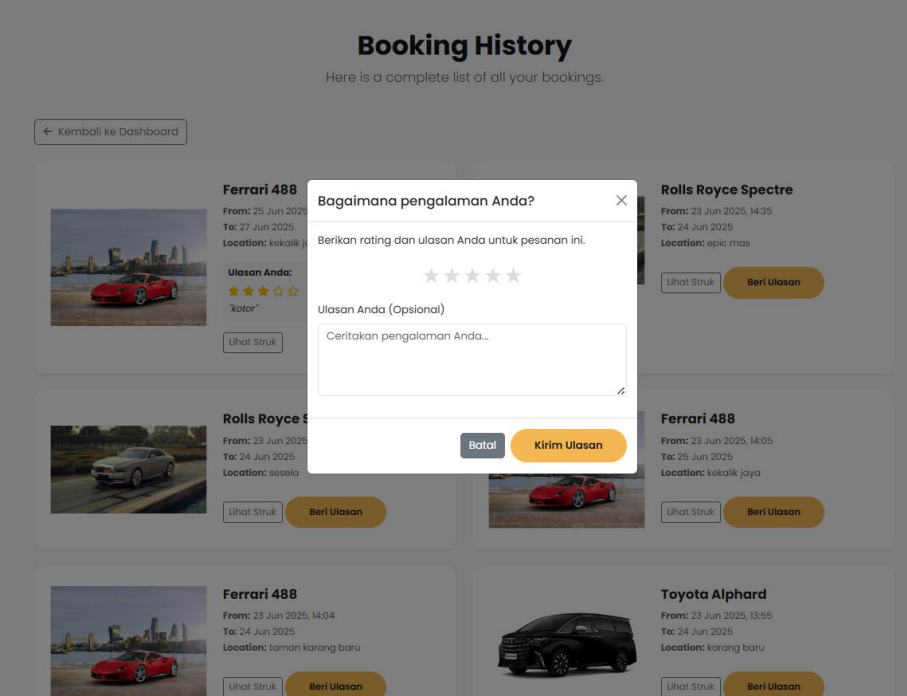 Booking History
Here is a complete list of all your bookings.
← Kembali ke Dashboard
Ferrari 488
From: 25 Jun 2025
To: 27 Jun 2025
Location: kekalik
Ulasan Anda:
"kotor"
Lihat Struk
Bagaimana pengalaman Anda?
Berikan rating dan ulasan Anda untuk pesanan ini.
Ulasan Anda (Opsional)
Ceritakan pengalaman Anda...
Batal
Kirim Ulasan
Rolls Royce Spectre
From: 23 Jun 2025, 14:35
To: 24 Jun 2025
Location: epic mas
Lihat Struk
Beri Ulasan
Rolls Royce S
From: 23 Jun 2025
To: 24 Jun 2025
Location: sesela
Lihat Struk
Beri Ulasan
Ferrari 488
From: 23 Jun 2025, 14:05
To: 25 Jun 2025
Location: kekalik jaya
Lihat Struk
Beri Ulasan
Ferrari 488
From: 23 Jun 2025, 14:04
To: 24 Jun 2025
Location: taman karang baru
Lihat Struk
Beri Ulasan
Toyota Alphard
From: 23 Jun 2025, 13:55
To: 24 Jun 2025
Location: karang baru
Lihat Struk
Beri Ulasan